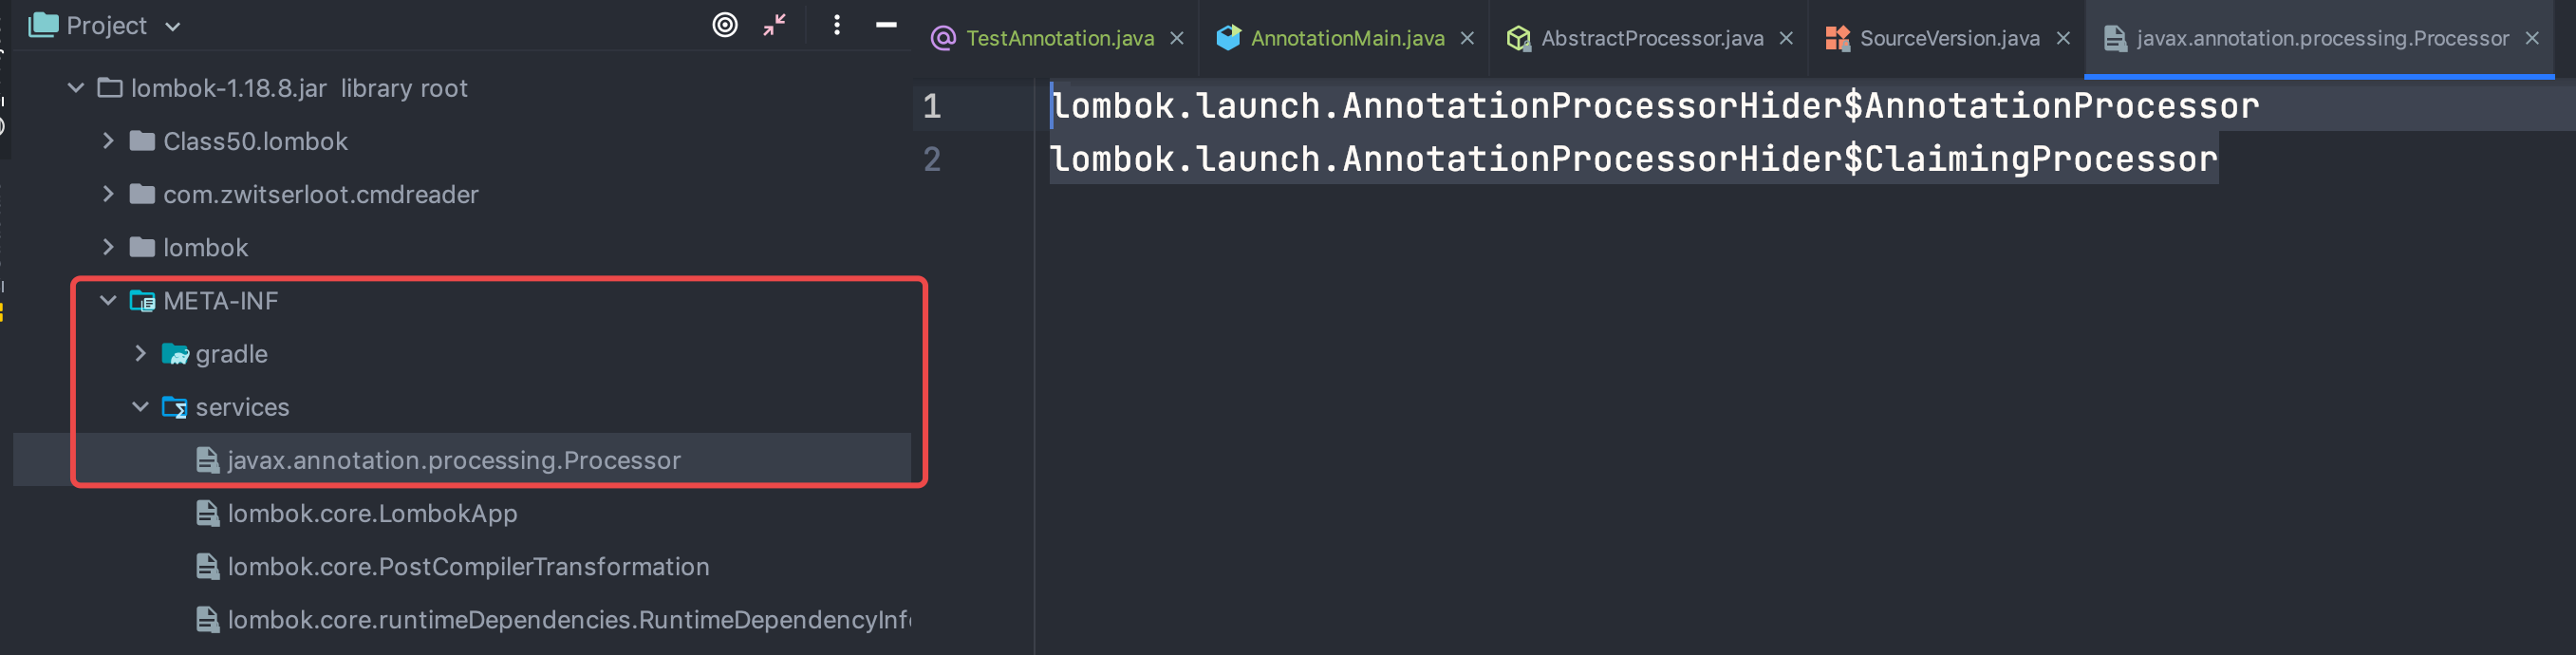 Project
lombok-1.18.8.jar library root
Class50.lombok
com.zwitserloot.cmdreader
lombok
META-INF
gradle
services
javax.annotation.processing.Processor
lombok.core.LombokApp
lombok.core.PostCompilerTransformation
lombok.core.runtimeDependencies.RuntimeDependencyInf
TestAnnotation.java
AnnotationMain.java
AbstractProcessor.java
SourceVersion.java
javax.annotation.processing.Processor
1 lombok.launch.AnnotationProcessorHider$AnnotationProcessor
2 lombok.launch.AnnotationProcessorHider$ClaimingProcessor